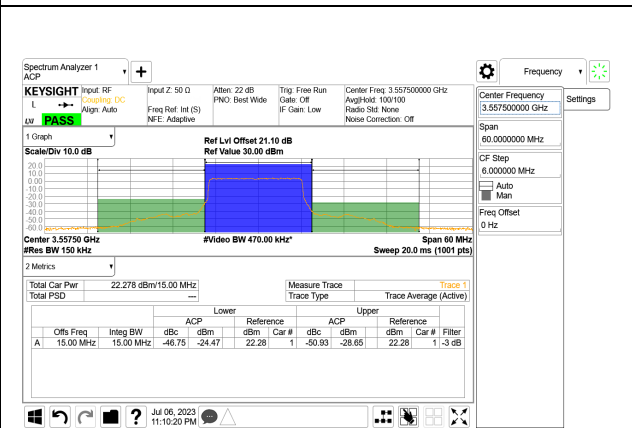 Spectrum Analyzer 1
ACP
Frequency
KEYSIGHT
L
LXI
PASS
Input: RF
Coupling: DC
Align: Auto
Input Z: 50 Ω
Freq Ref: Int (S)
NFE: Adaptive
Atten: 22 dB
PNO: Best Wide
Trig: Free Run
Gate: Off
IF Gain: Low
Center Freq: 3.557500000 GHz
Avg|Hold: 100/100
Radio Std: None
Noise Correction: Off
Center Frequency
3.557500000 GHz
Settings
Span
60.0000000 MHz
CF Step
6.000000 MHz
Auto
Man
Freq Offset
0 Hz
1 Graph
Scale/Div 10.0 dB
Ref Lvl Offset 21.10 dB
Ref Value 30.00 dBm
20.0
10.0
0.00
-10.0
-20.0
-30.0
-40.0
-50.0
-60.0
Center 3.55750 GHz
#Res BW 150 kHz
#Video BW 470.00 kHz*
Span 60 MHz
Sweep 20.0 ms (1001 pts)
2 Metrics
Total Car Pwr 22.278 dBm/15.00 MHz
Total PSD ---
Measure Trace Trace 1
Trace Type Trace Average (Active)
Lower Upper
ACP Reference ACP Reference
Offs Freq Integ BW dBc dBm dBm Car # dBc dBm dBm Car # Filter
A 15.00 MHz 15.00 MHz -46.75 -24.47 22.28 1 -50.93 -28.65 22.28 1 -3 dB
?
Jul 06, 2023
11:10:20 PM